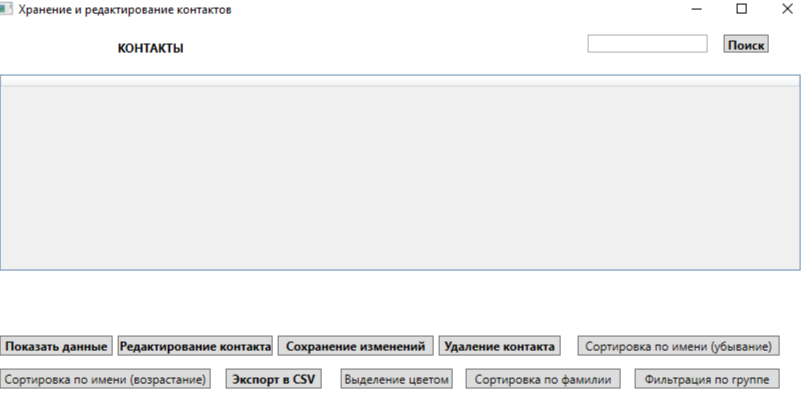 Хранение и редактирование контактов
КОНТАКТЫ
Поиск
Показать данные Редактирование контакта Сохранение изменений Удаление контакта Сортировка по имени (убывание)
Сортировка по имени (возрастание) Экспорт в CSV Выделение цветом Сортировка по фамилии Фильтрация по группе